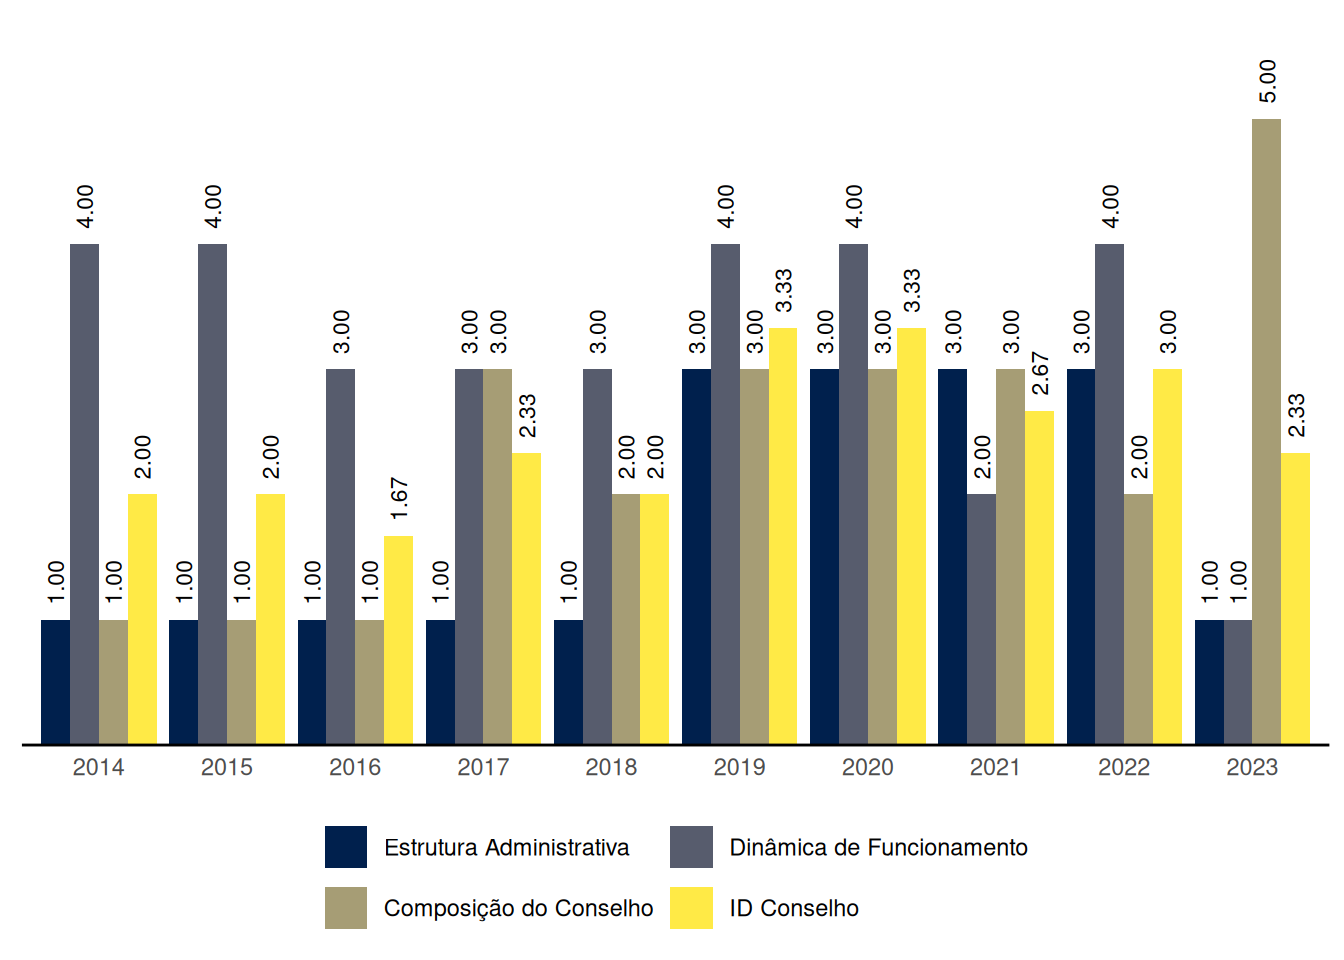 5.00
4.00 4.00 4.00 4.00 4.00
3.33 3.33
3.00 3.00 3.00 3.00 3.00 3.00 3.00 3.00 3.00 3.00 3.00 3.00
2.67
2.33 2.33
2.00 2.00 2.00 2.00 2.00 2.00
1.67
1.00 1.00 1.00 1.00 1.00 1.00 1.00 1.00 1.00 1.00
2014 2015 2016 2017 2018 2019 2020 2021 2022 2023
Estrutura Administrativa Dinâmica de Funcionamento
Composição do Conselho ID Conselho